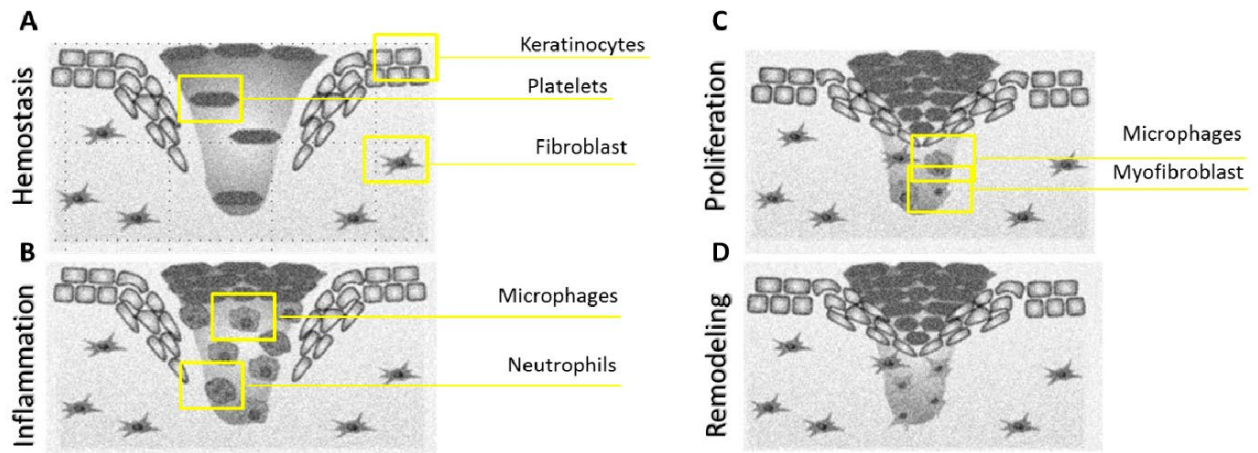 A
Hemostasis
Keratinocytes
Platelets
Fibroblast
B
Inflammation
Microphages
Neutrophils
C
Proliferation
Microphages
Myofibroblast
D
Remodeling